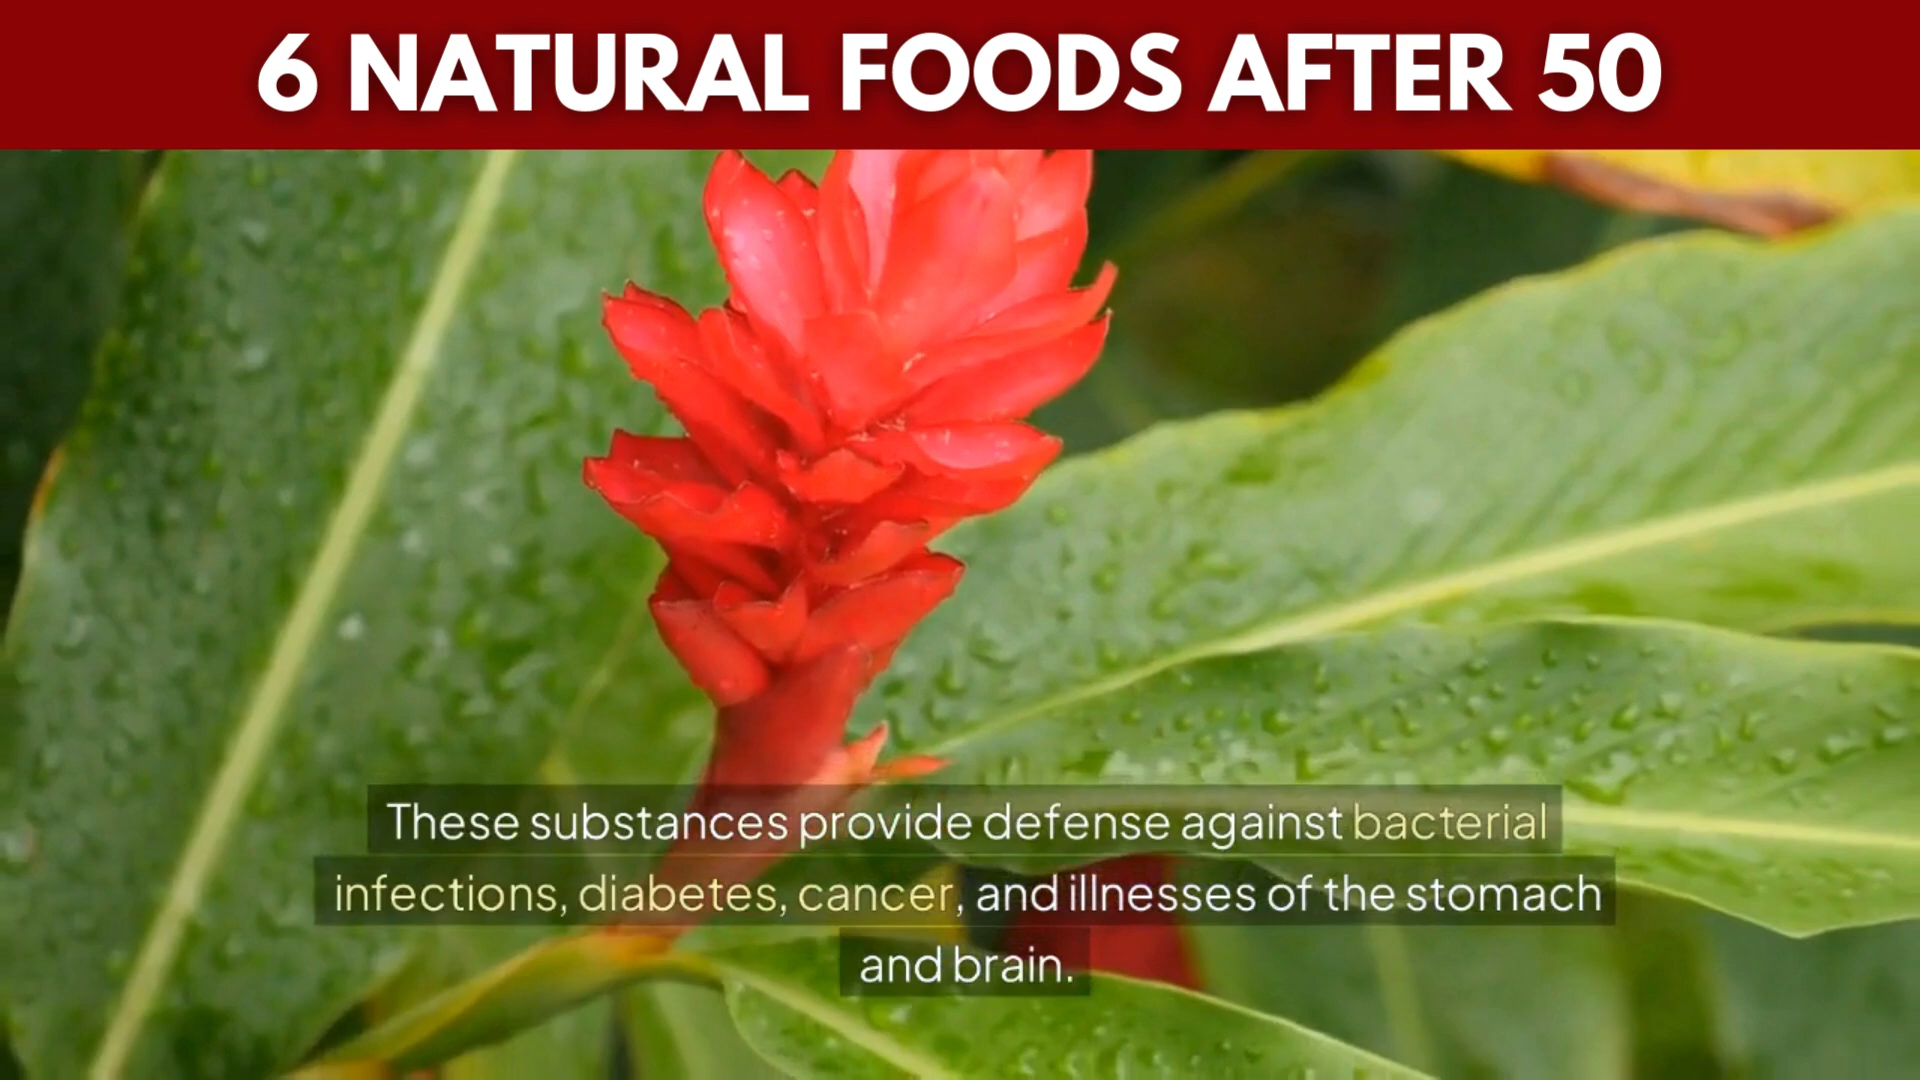 6 NATURAL FOODS AFTER 50
These substances provide defense against bacterial
infections, diabetes, cancer, and illnesses of the stomach
and brain.